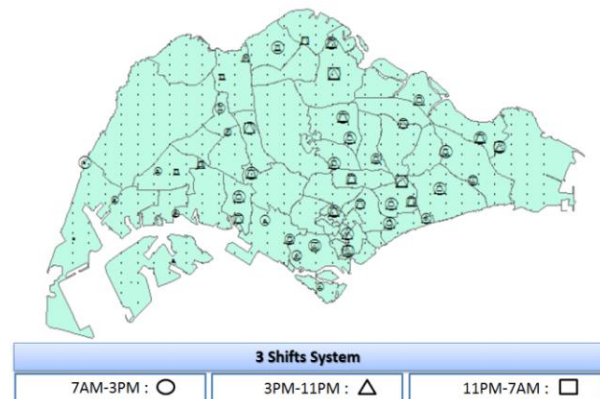 3 Shifts System
7AM-3PM :
3PM-11PM :
11PM-7AM :